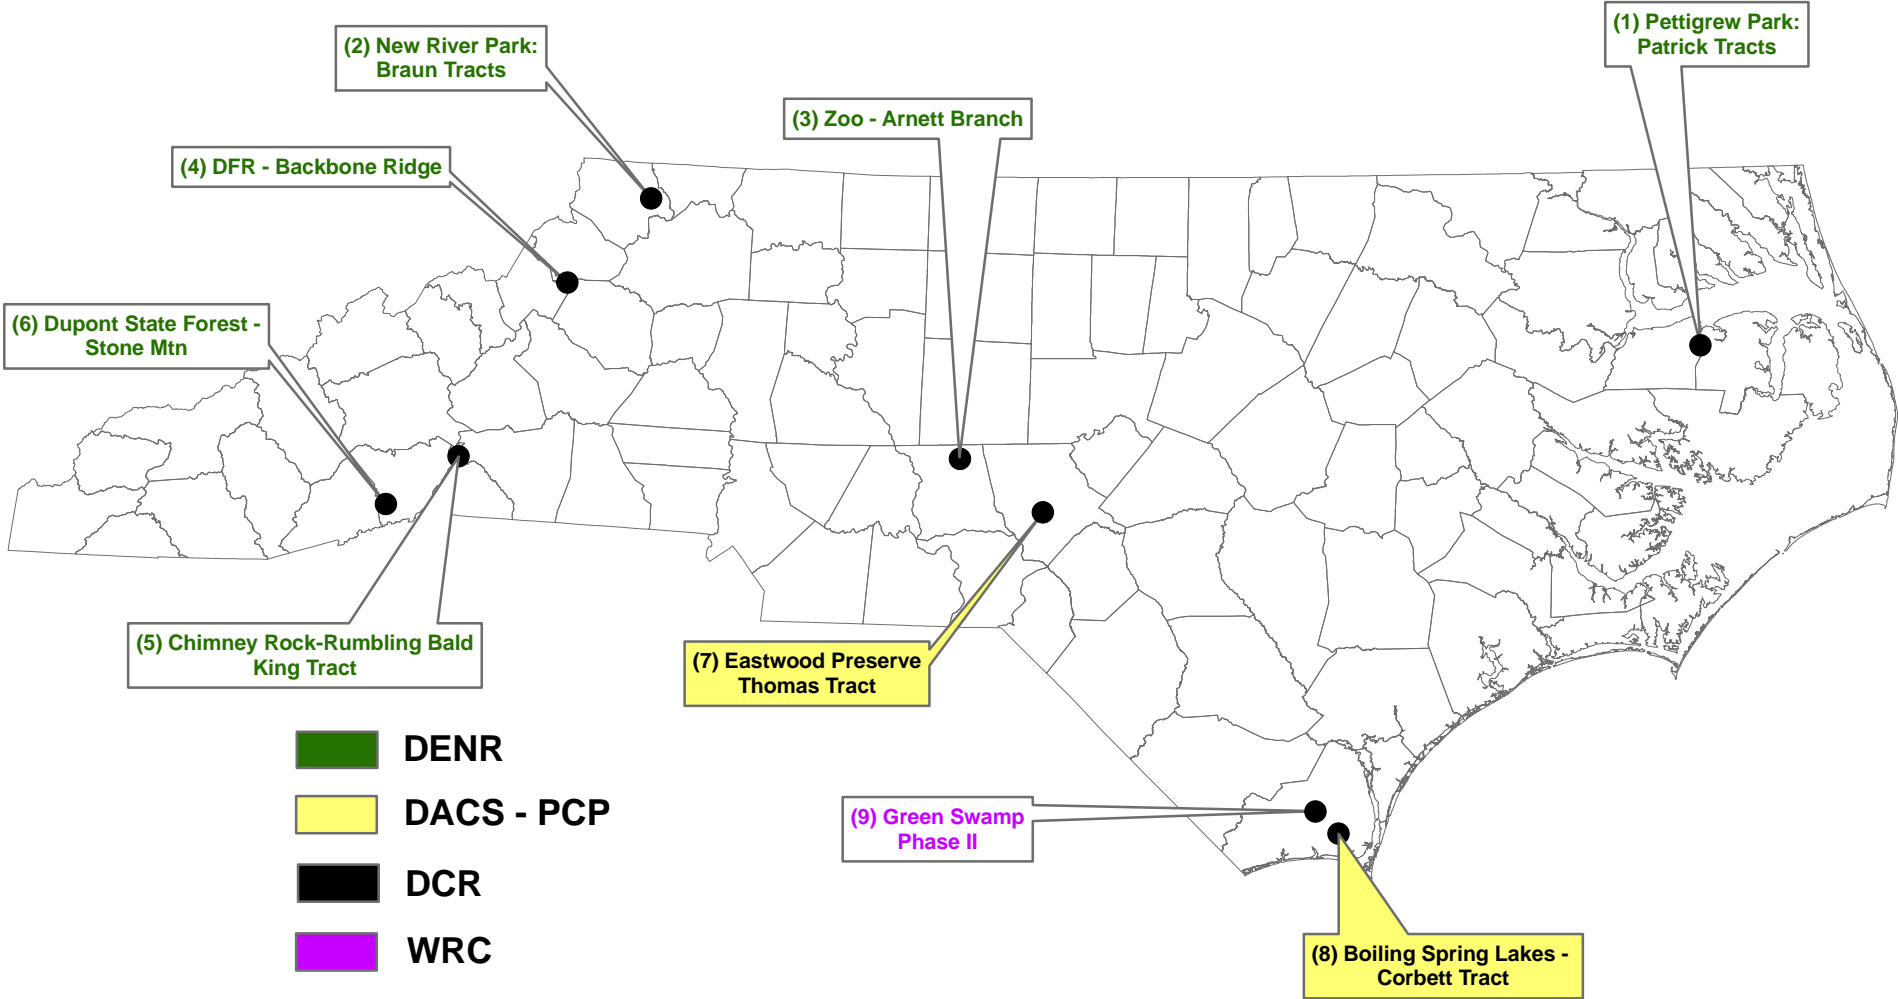 (1) Pettigrew Park:
Patrick Tracts
(2) New River Park:
Braun Tracts
(3) Zoo - Arnett Branch
(4) DFR - Backbone Ridge
(6) Dupont State Forest -
Stone Mtn
(5) Chimney Rock-Rumbling Bald
King Tract
(7) Eastwood Preserve
Thomas Tract
DENR
DACS - PCP
DCR
WRC
(9) Green Swamp
Phase II
(8) Boiling Spring Lakes -
Corbett Tract